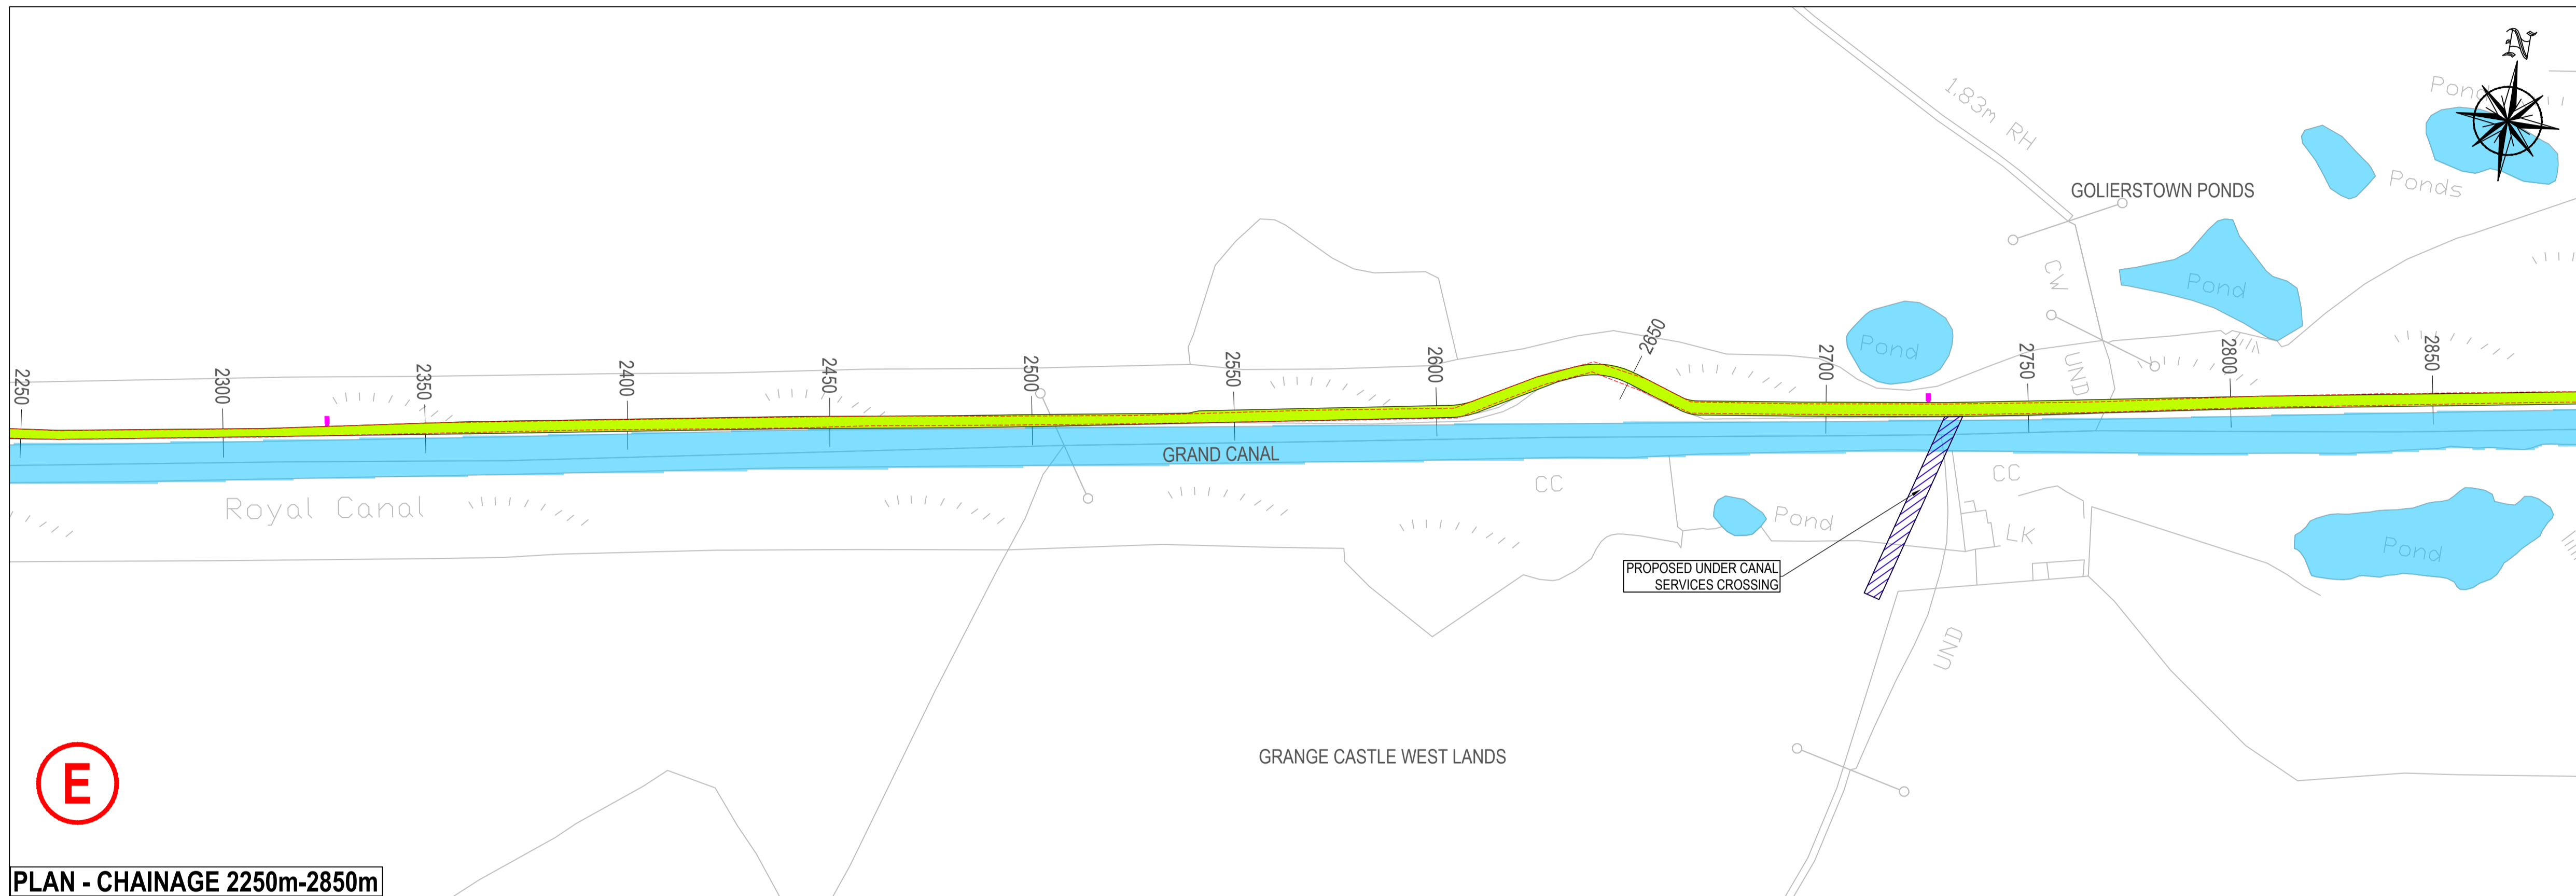 N
Pond
1.83m RH
Ponds
GOLIERSTOWN PONDS
CW
Pond
2250
2300
2350
2400
2450
2500
2550
2600
2650
2700
Pond
2750
UND
2800
2850
GRAND CANAL
Royal Canal
CC
CC
Pond
LK
Pond
PROPOSED UNDER CANAL
SERVICES CROSSING
UND
GRANGE CASTLE WEST LANDS
E
PLAN - CHAINAGE 2250m-2850m